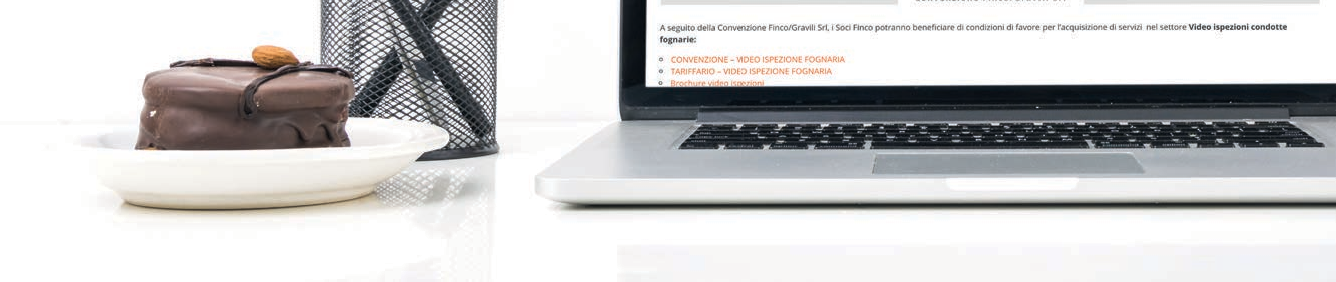 A seguito della Convenzione Finco/Gravili Srl, i Soci Finco potranno beneficiare di condizioni di favore per l'acquisizione di servizi nel settore Video ispezioni condotte
fognarie:
CONVENZIONE – VIDEO ISPEZIONE FOGNARIA
TARIFFARIO – VIDEO ISPEZIONE FOGNARIA
Brochure video ispezioni